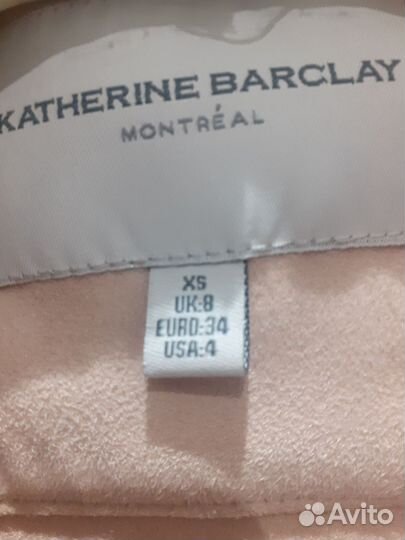 KATHERINE BARCLAY
MONTRÉAL
XS
UK:8
EURO:34
USA:4
Avito